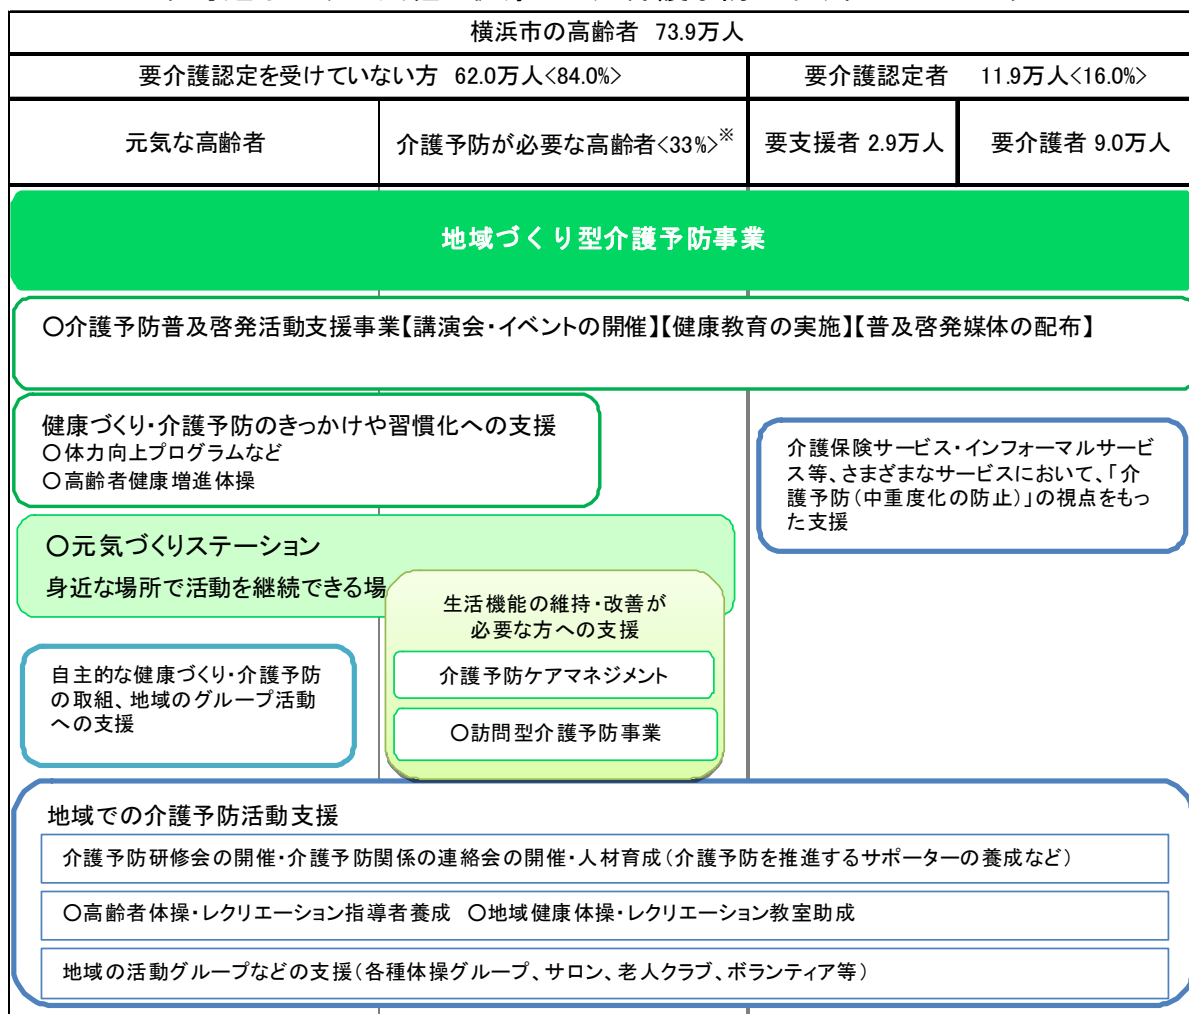 横浜市の高齢者 73.9万人
要介護認定を受けていない方 62.0万人<84.0%>
要介護認定者 11.9万人<16.0%>
元気な高齢者
介護予防が必要な高齢者<33%>※
要支援者 2.9万人
要介護者 9.0万人
地域づくり型介護予防事業
○介護予防普及啓発活動支援事業【講演会・イベントの開催】【健康教育の実施】【普及啓発媒体の配布】
健康づくり・介護予防のきっかけや習慣化への支援
○体力向上プログラムなど
○高齢者健康増進体操
介護保険サービス・インフォーマルサービ
ス等、さまざまなサービスにおいて、「介
護予防(中重度化の防止)」の視点をもっ
た支援
○元気づくりステーション
身近な場所で活動を継続できる場
生活機能の維持・改善が
必要な方への支援
介護予防ケアマネジメント
○訪問型介護予防事業
自主的な健康づくり・介護予防
の取組、地域のグループ活動
への支援
地域での介護予防活動支援
介護予防研修会の開催・介護予防関係の連絡会の開催・人材育成(介護予防を推進するサポーターの養成など)
○高齢者体操・レクリエーション指導者養成 ○地域健康体操・レクリエーション教室助成
地域の活動グループなどの支援(各種体操グループ、サロン、老人クラブ、ボランティア等)